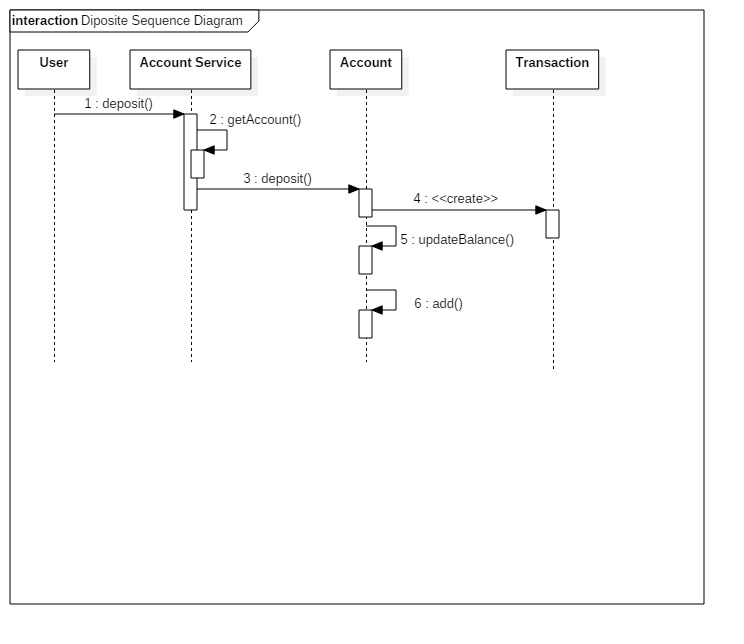 interaction Diposite Sequence Diagram
User
Account Service
Account
Transaction
1 : deposit()
2 : getAccount()
3 : deposit()
4 : <<create>>
5 : updateBalance()
6 : add()